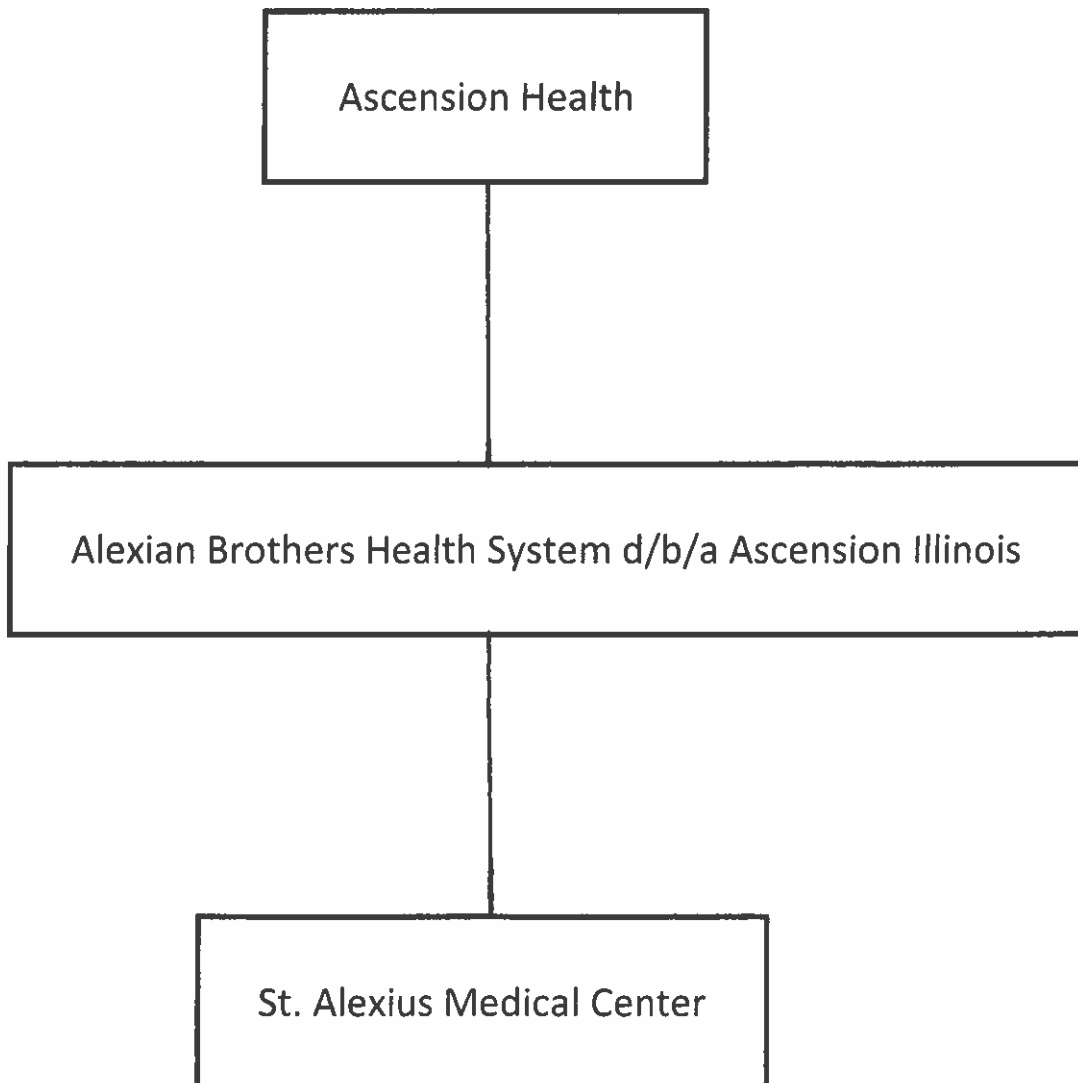 Ascension Health
Alexian Brothers Health System d/b/a Ascension Illinois
St. Alexius Medical Center